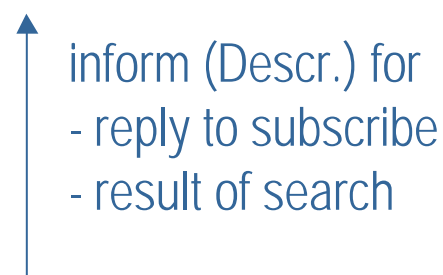 inform (Descr.) for
- reply to subscribe
- result of search